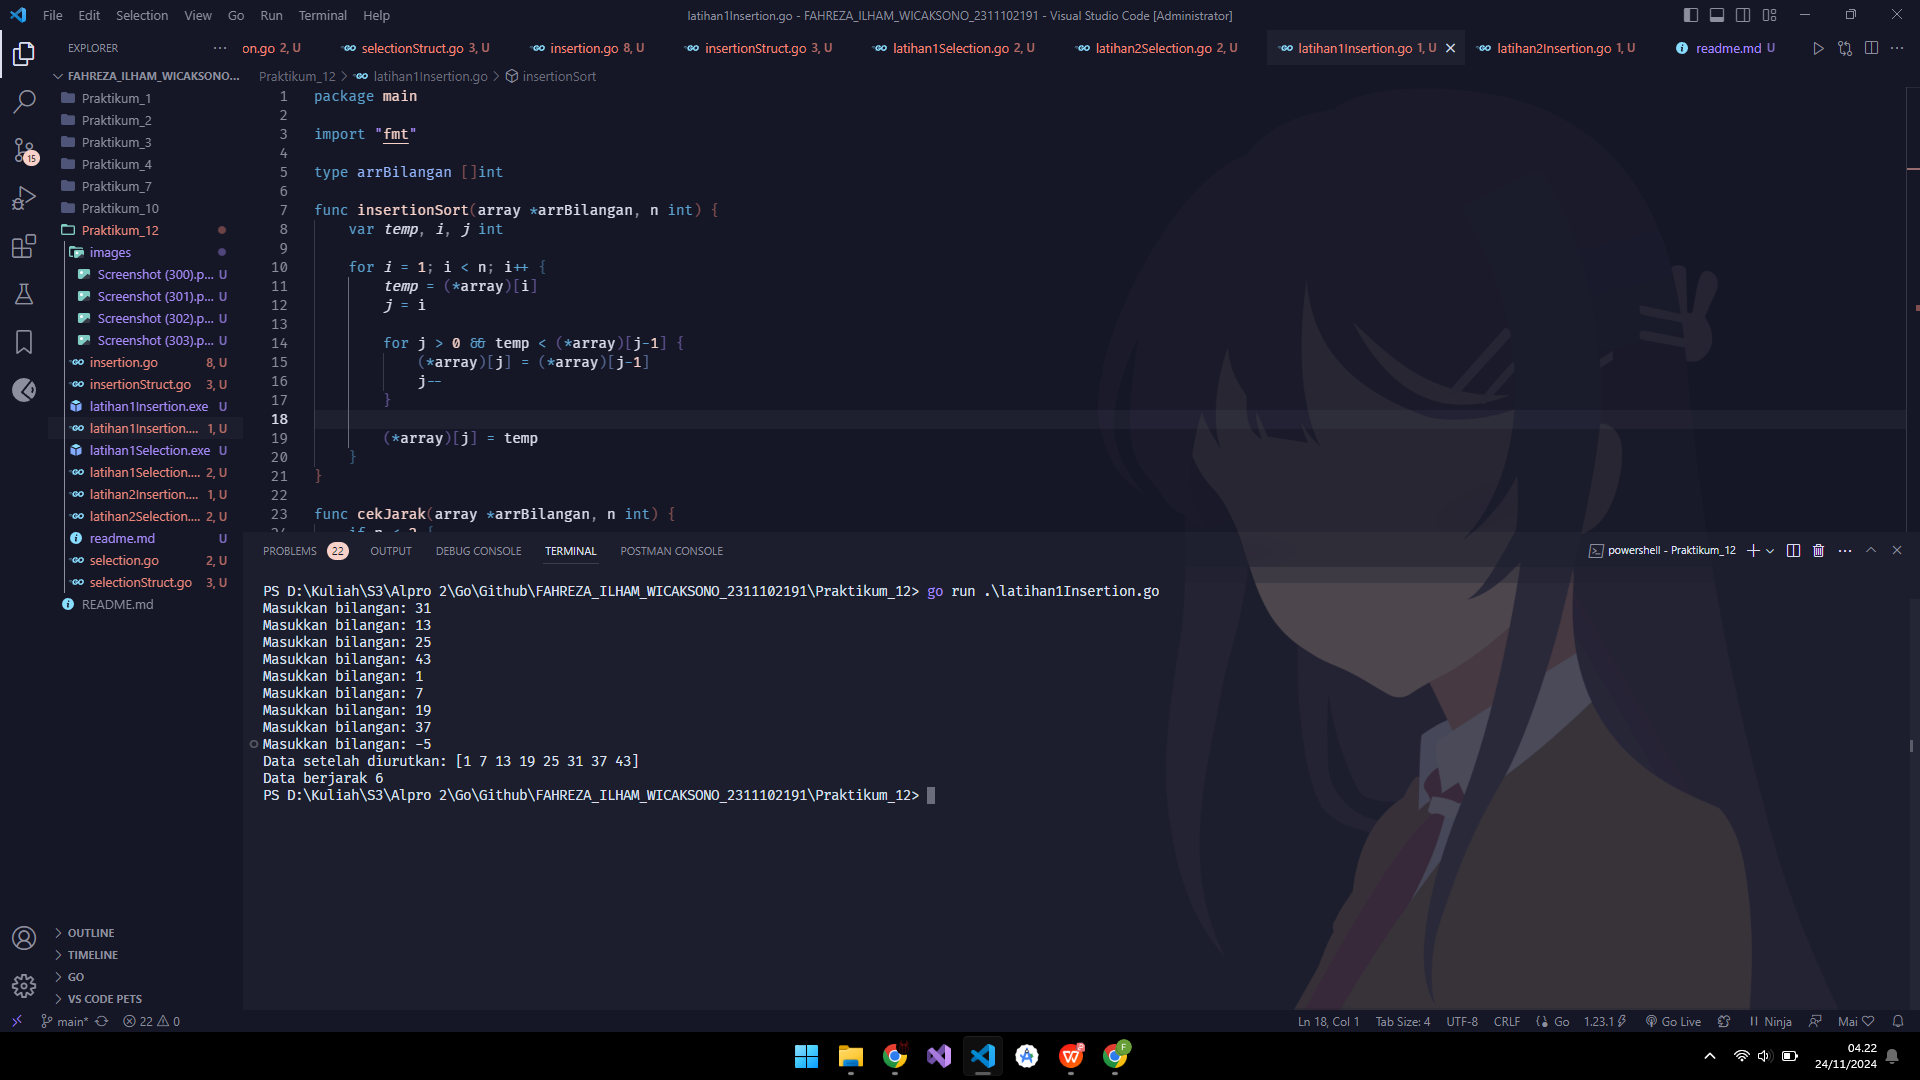 File Edit Selection View Go Run Terminal Help
latihan1Insertion.go - FAHREZA_ILHAM_WICAKSONO_2311102191 - Visual Studio Code [Administrator]
EXPLORER
on.go 2, U
selectionStruct.go 3, U
insertion.go 8, U
insertionStruct.go 3, U
latihan1Selection.go 2, U
latihan2Selection.go 2, U
latihan1Insertion.go 1, U
latihan2Insertion.go 1, U
readme.md U
FAHREZA_ILHAM_WICAKSONO...
Praktikum_12 > latihan1Insertion.go > insertionSort
Praktikum_1
Praktikum_2
Praktikum_3
Praktikum_4
Praktikum_7
Praktikum_10
Praktikum_12
images
Screenshot (300).p... U
Screenshot (301).p... U
Screenshot (302).p... U
Screenshot (303).p... U
insertion.go 8, U
insertionStruct.go 3, U
latihan1Insertion.exe U
latihan1Insertion.... 1, U
latihan1Selection.exe U
latihan1Selection.... 2, U
latihan2Insertion.... 1, U
latihan2Selection.... 2, U
readme.md U
selection.go 2, U
selectionStruct.go 3, U
README.md
15
OUTLINE
TIMELINE
GO
VS CODE PETS
1 package main
2
3 import "fmt"
4
5 type arrBilangan []int
6
7 func insertionSort(array *arrBilangan, n int) {
8 var temp, i, j int
9
10 for i = 1; i < n; i++ {
11 temp = (*array)[i]
12 j = i
13
14 for j > 0 && temp < (*array)[j-1] {
15 (*array)[j] = (*array)[j-1]
16 j--
17 }
18
19 (*array)[j] = temp
20 }
21 }
22
23 func cekJarak(array *arrBilangan, n int) {
PROBLEMS 22 OUTPUT DEBUG CONSOLE TERMINAL POSTMAN CONSOLE
powershell - Praktikum_12
PS D:\Kuliah\S3\Alpro 2\Go\Github\FAHREZA_ILHAM_WICAKSONO_2311102191\Praktikum_12> go run .\latihan1Insertion.go
Masukkan bilangan: 31
Masukkan bilangan: 13
Masukkan bilangan: 25
Masukkan bilangan: 43
Masukkan bilangan: 1
Masukkan bilangan: 7
Masukkan bilangan: 19
Masukkan bilangan: 37
Masukkan bilangan: -5
Data setelah diurutkan: [1 7 13 19 25 31 37 43]
Data berjarak 6
PS D:\Kuliah\S3\Alpro 2\Go\Github\FAHREZA_ILHAM_WICAKSONO_2311102191\Praktikum_12>
main* 22 0
Ln 18, Col 1 Tab Size: 4 UTF-8 CRLF Go 1.23.1 Go Live Ninja Mai
04.22
24/11/2024